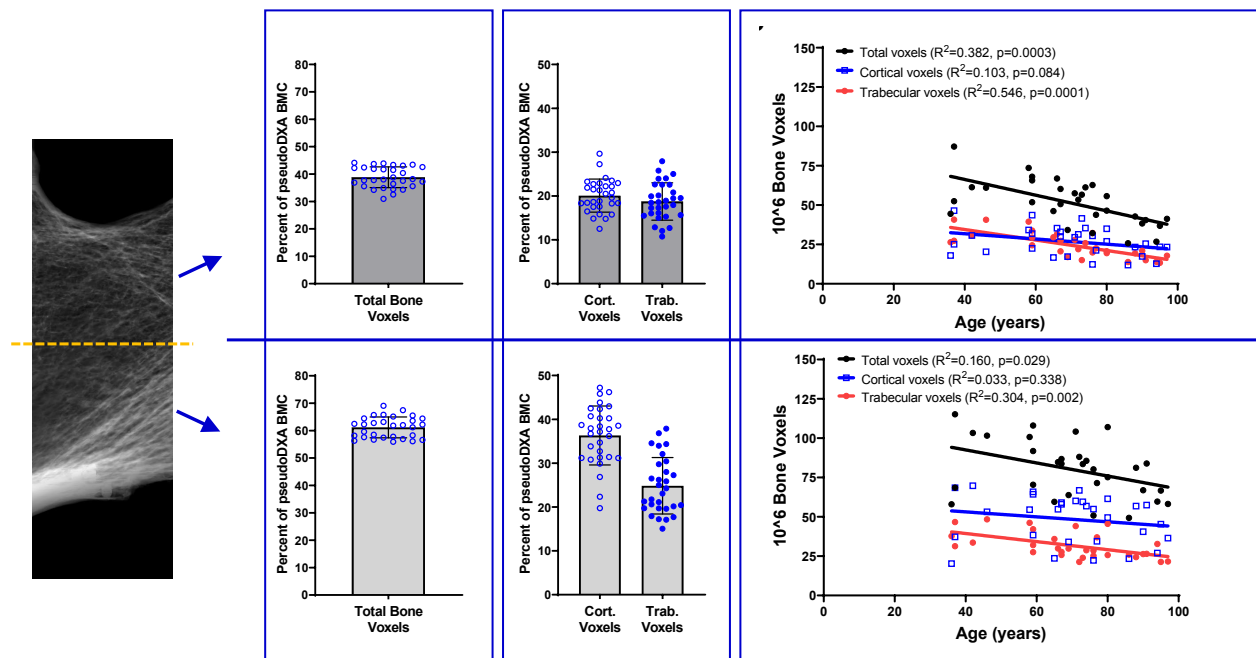 Percent of pseudoDXA BMC
80
70
60
50
40
30
20
10
0
Total Bone
Voxels
Percent of pseudoDXA BMC
50
40
30
20
10
0
Cort.
Voxels
Trab.
Voxels
10^6 Bone Voxels
150
125
100
75
50
25
0
Total voxels (R²=0.382, p=0.0003)
Cortical voxels (R²=0.103, p=0.084)
Trabecular voxels (R²=0.546, p=0.0001)
0 20 40 60 80 100
Age (years)
Percent of pseudoDXA BMC
80
70
60
50
40
30
20
10
0
Total Bone
Voxels
Percent of pseudoDXA BMC
50
40
30
20
10
0
Cort.
Voxels
Trab.
Voxels
10^6 Bone Voxels
150
125
100
75
50
25
0
Total voxels (R²=0.160, p=0.029)
Cortical voxels (R²=0.033, p=0.338)
Trabecular voxels (R²=0.304, p=0.002)
0 20 40 60 80 100
Age (years)